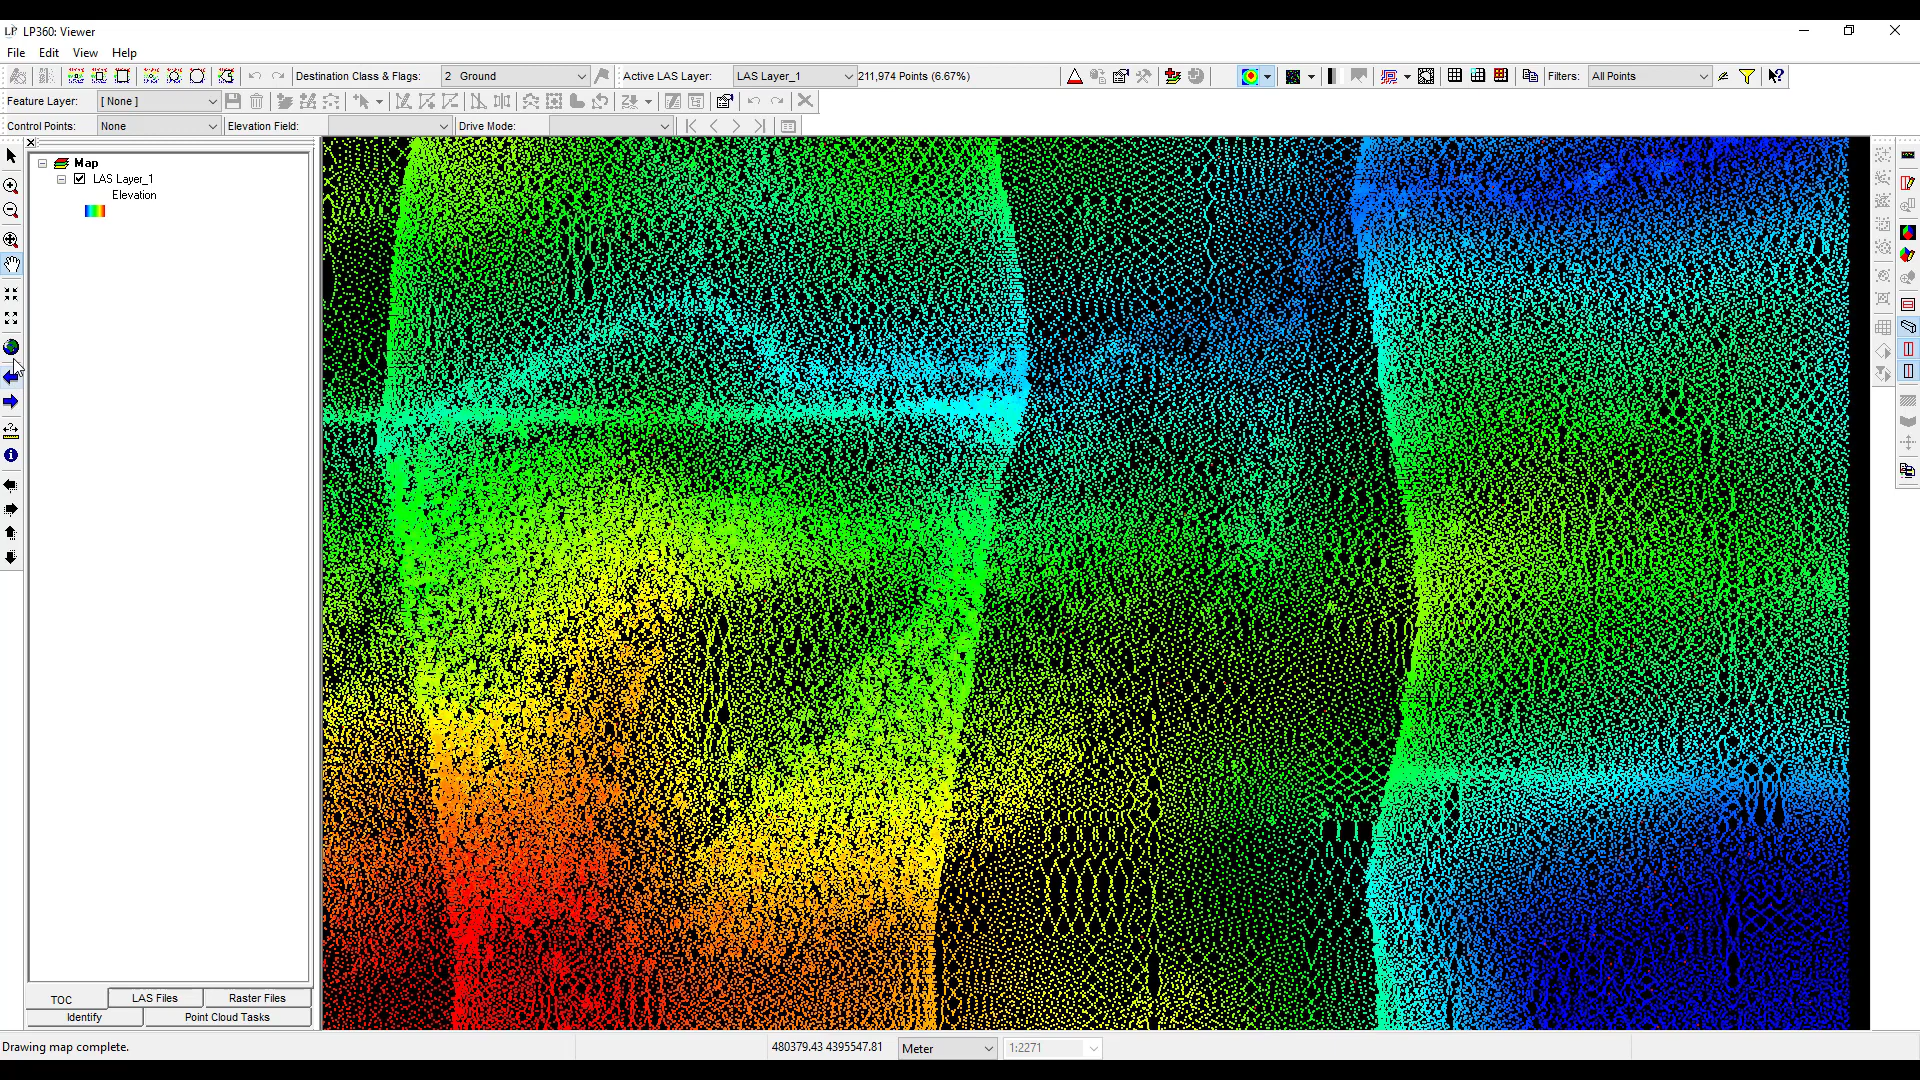 LP360: Viewer
File Edit View Help
Destination Class & Flags: 2 Ground Active LAS Layer: LAS Layer_1 211,974 Points (6.67%) Filters: All Points
Feature Layer: [ None ]
Control Points: None Elevation Field: Drive Mode:
Map
LAS Layer_1
Elevation
TOC LAS Files Raster Files
Identify Point Cloud Tasks
Drawing map complete. 480379.43 4395547.81 Meter 1:2271